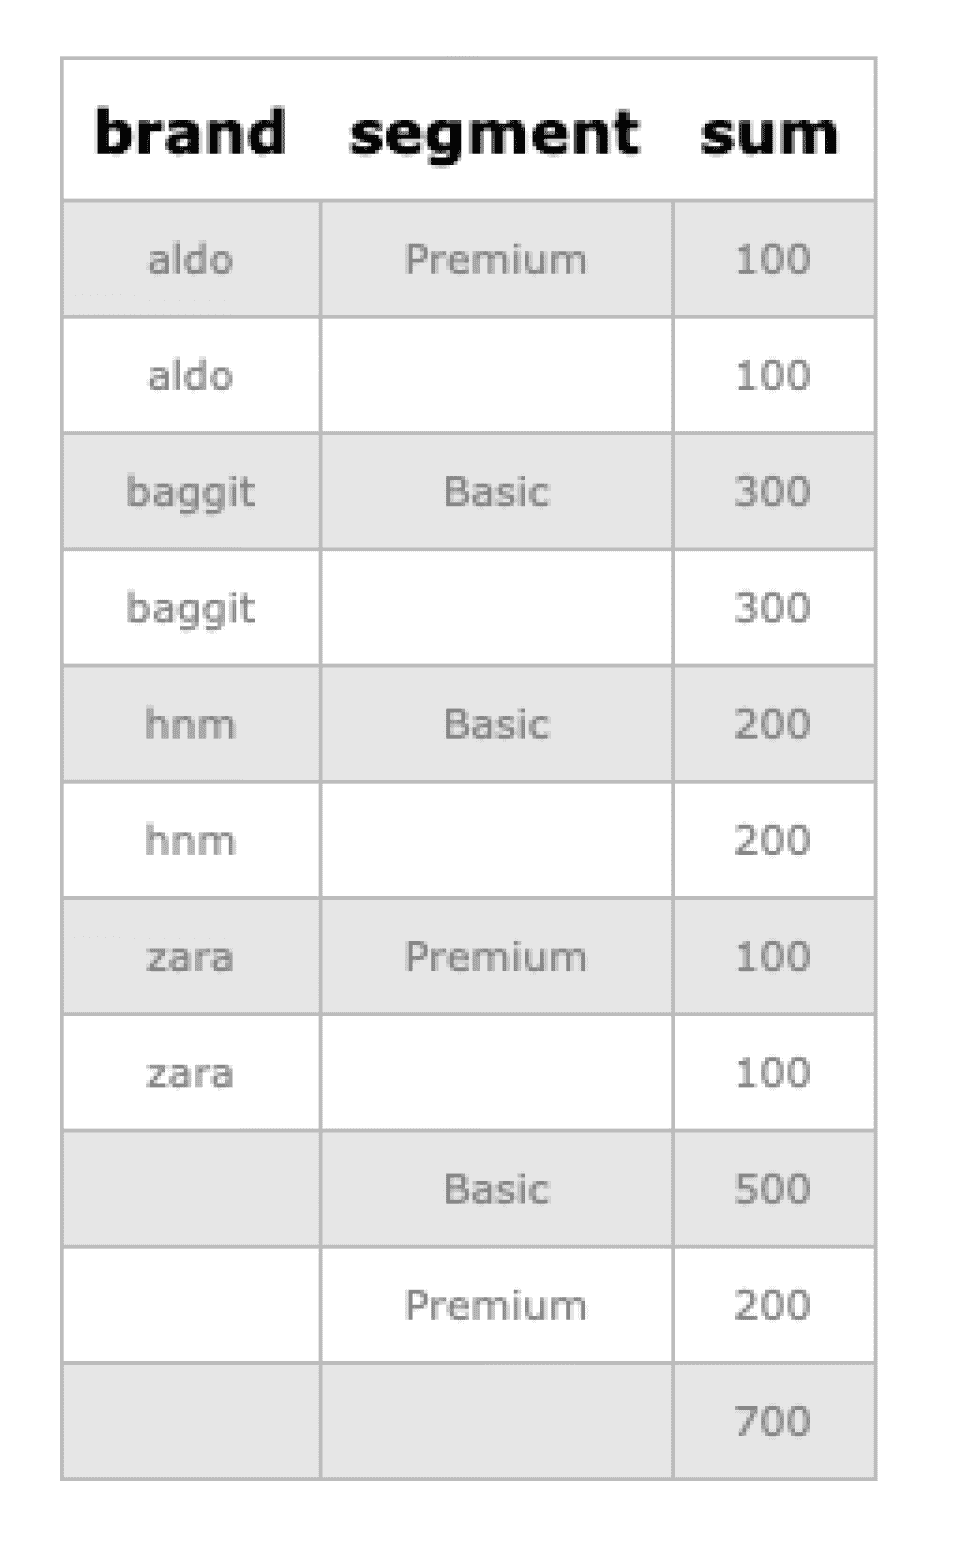 brand segment sum
aldo Premium 100
aldo 100
baggit Basic 300
baggit 300
hnm Basic 200
hnm 200
zara Premium 100
zara 100
Basic 500
Premium 200
700